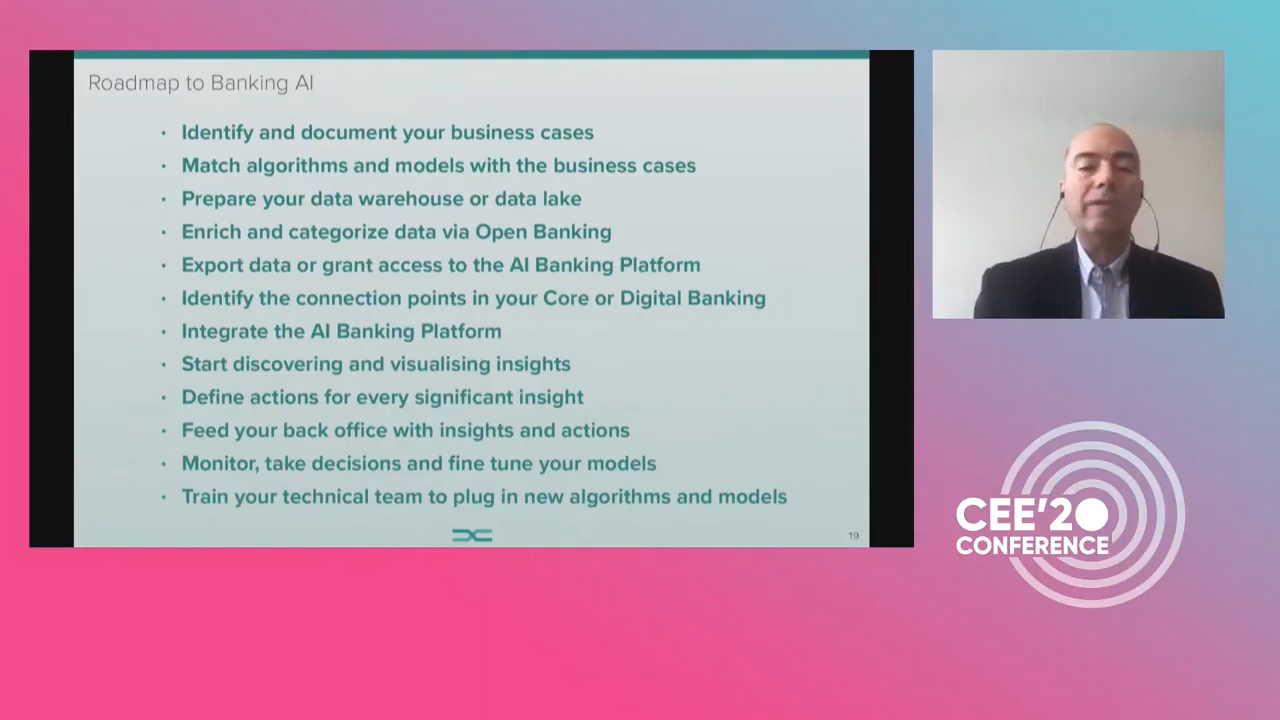 Roadmap to Banking AI
· Identify and document your business cases
· Match algorithms and models with the business cases
· Prepare your data warehouse or data lake
· Enrich and categorize data via Open Banking
· Export data or grant access to the AI Banking Platform
· Identify the connection points in your Core or Digital Banking
· Integrate the AI Banking Platform
· Start discovering and visualising insights
· Define actions for every significant insight
· Feed your back office with insights and actions
· Monitor, take decisions and fine tune your models
· Train your technical team to plug in new algorithms and models
19
CEE'20
CONFERENCE